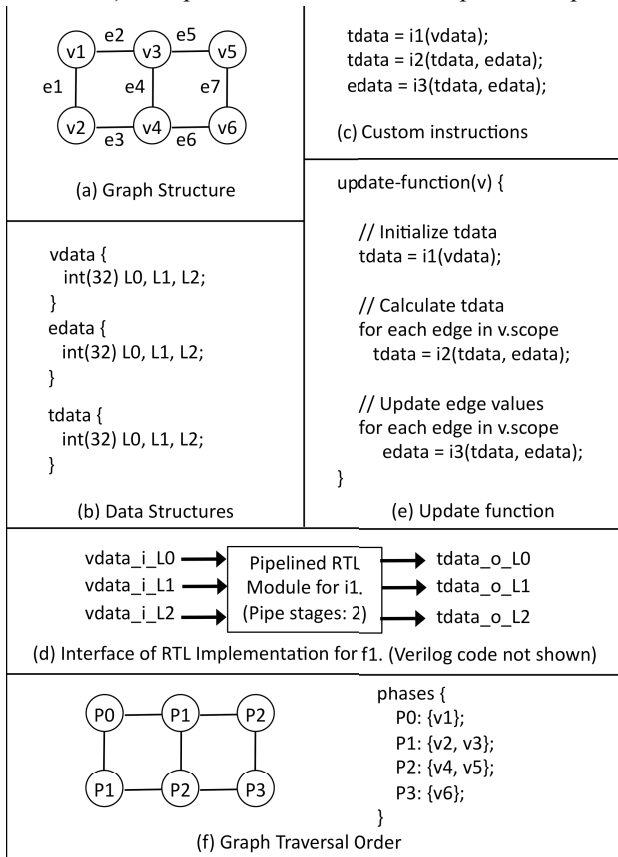 v1 e2 v3 e5 v5
e1 e4 e7
v2 e3 v4 e6 v6
(a) Graph Structure
vdata {
int(32) L0, L1, L2;
}
edata {
int(32) L0, L1, L2;
}
tdata {
int(32) L0, L1, L2;
}
(b) Data Structures
tdata = i1(vdata);
tdata = i2(tdata, edata);
edata = i3(tdata, edata);
(c) Custom instructions
update-function(v) {
// Initialize tdata
tdata = i1(vdata);
// Calculate tdata
for each edge in v.scope
tdata = i2(tdata, edata);
// Update edge values
for each edge in v.scope
edata = i3(tdata, edata);
}
(e) Update function
vdata_i_L0
vdata_i_L1
vdata_i_L2
Pipelined RTL
Module for i1.
(Pipe stages: 2)
tdata_o_L0
tdata_o_L1
tdata_o_L2
(d) Interface of RTL Implementation for f1. (Verilog code not shown)
P0 P1 P2
P1 P2 P3
phases {
P0: {v1};
P1: {v2, v3};
P2: {v4, v5};
P3: {v6};
}
(f) Graph Traversal Order